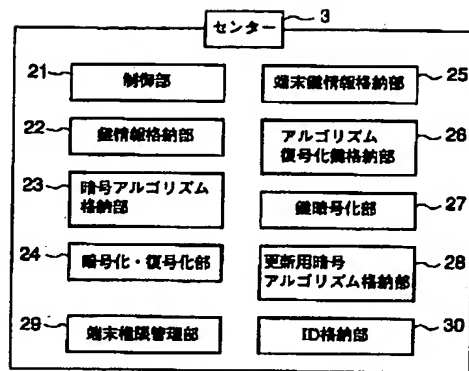 センター 3
21 制御部
端末鍵情報格納部 25
22 鍵情報格納部
アルゴリズム
復号化鍵格納部 26
23 暗号アルゴリズム
格納部
鍵暗号化部 27
24 暗号化・復号化部
更新用暗号
アルゴリズム格納部 28
29 端末権限管理部
ID格納部 30